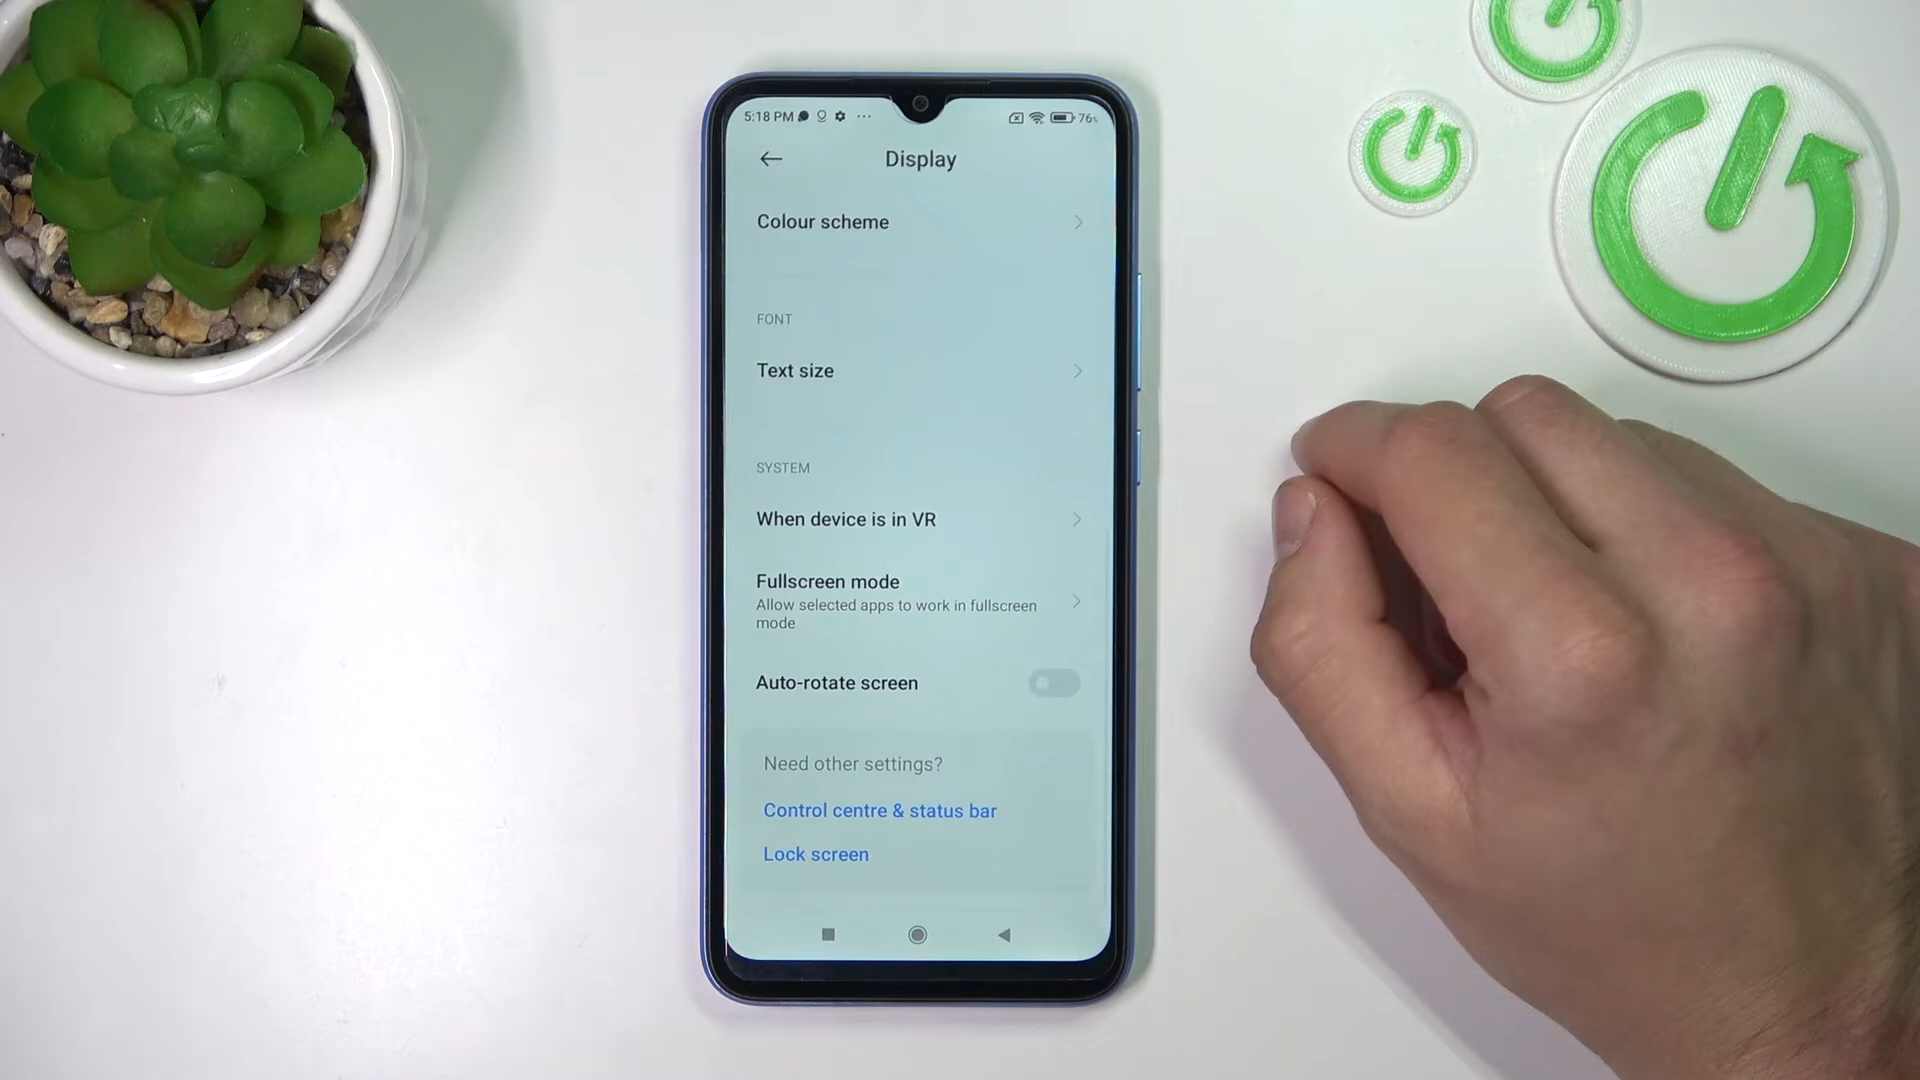 5:18 PM
76%
Display
Colour scheme
FONT
Text size
SYSTEM
When device is in VR
Fullscreen mode
Allow selected apps to work in fullscreen
mode
Auto-rotate screen
Need other settings?
Control centre & status bar
Lock screen